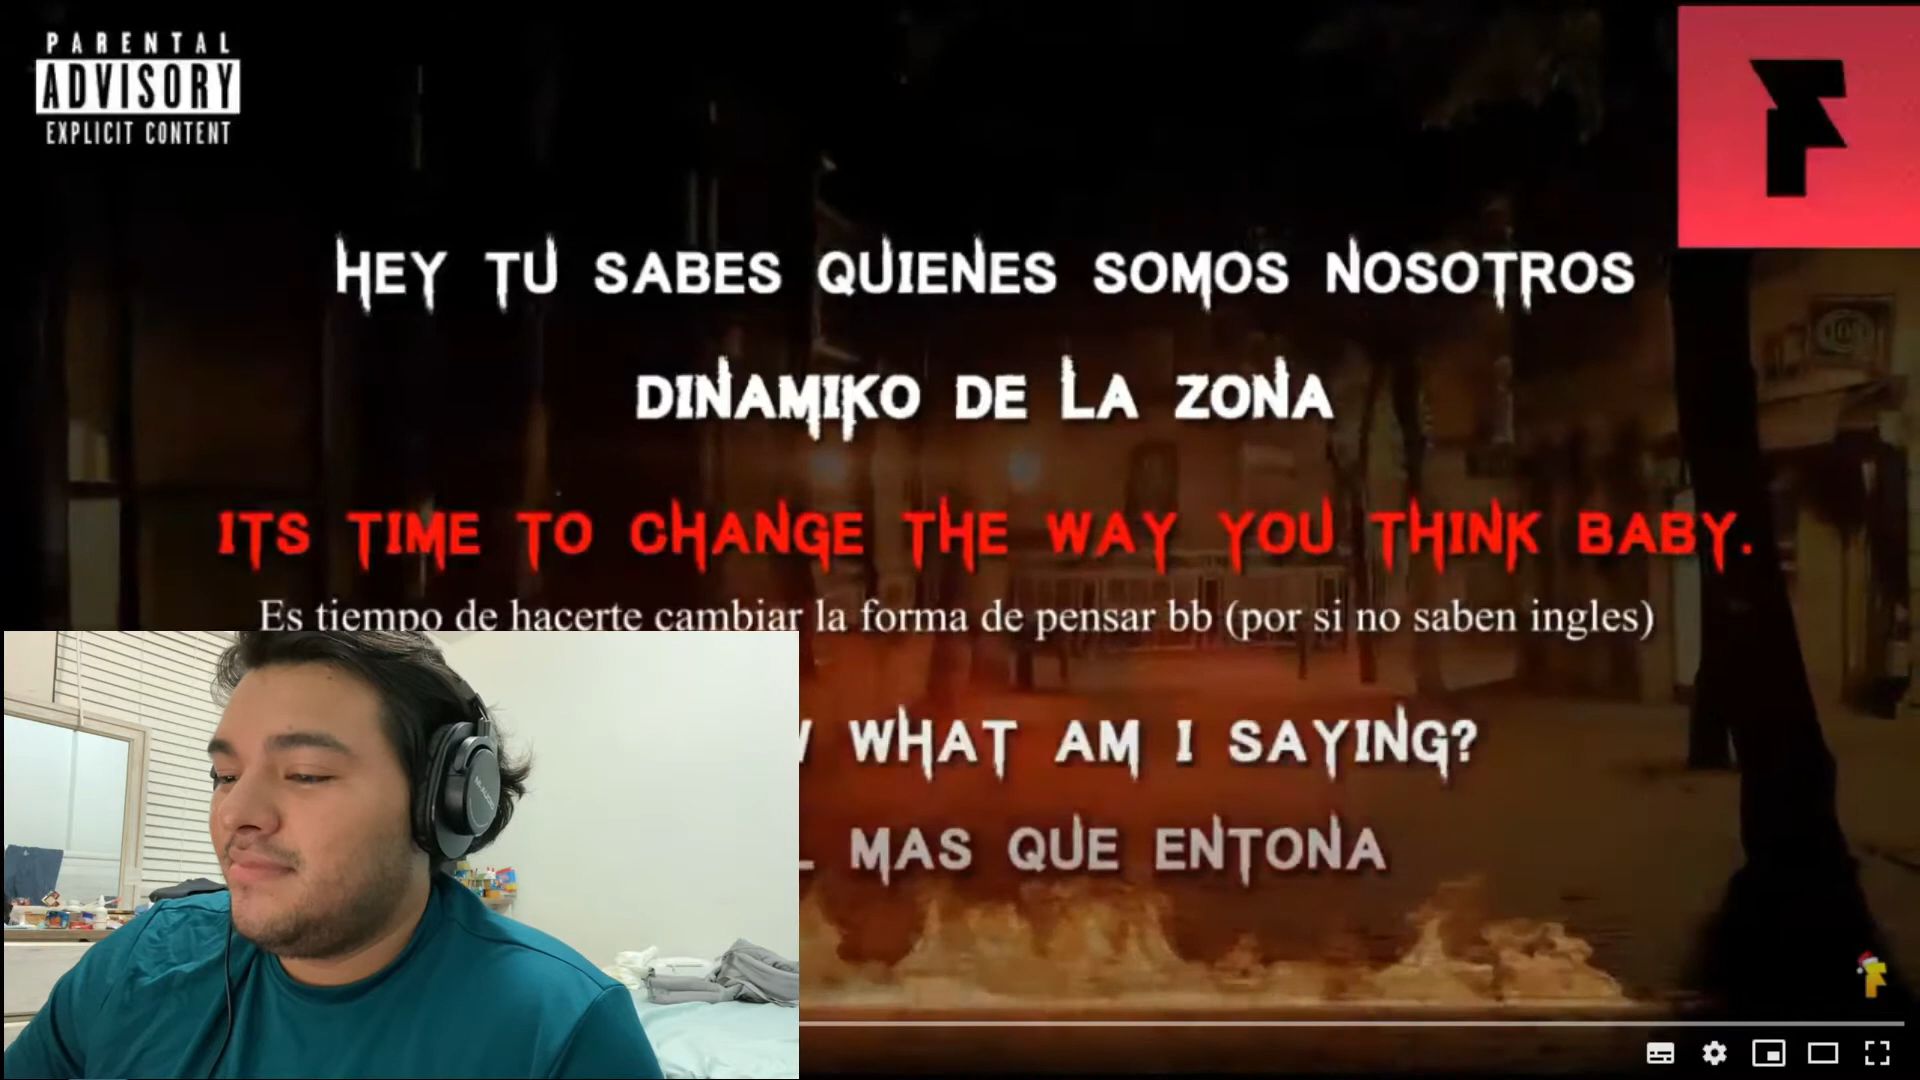 PARENTAL
ADVISORY
EXPLICIT CONTENT
HEY TU SABES QUIENES SOMOS NOSOTROS
DINAMIKO DE LA ZONA
ITS TIME TO CHANGE THE WAY YOU THINK BABY.
Es tiempo de hacerte cambiar la forma de pensar bb (por si no saben ingles)
WHAT AM I SAYING?
MAS QUE ENTONA
M-AUDIO
F